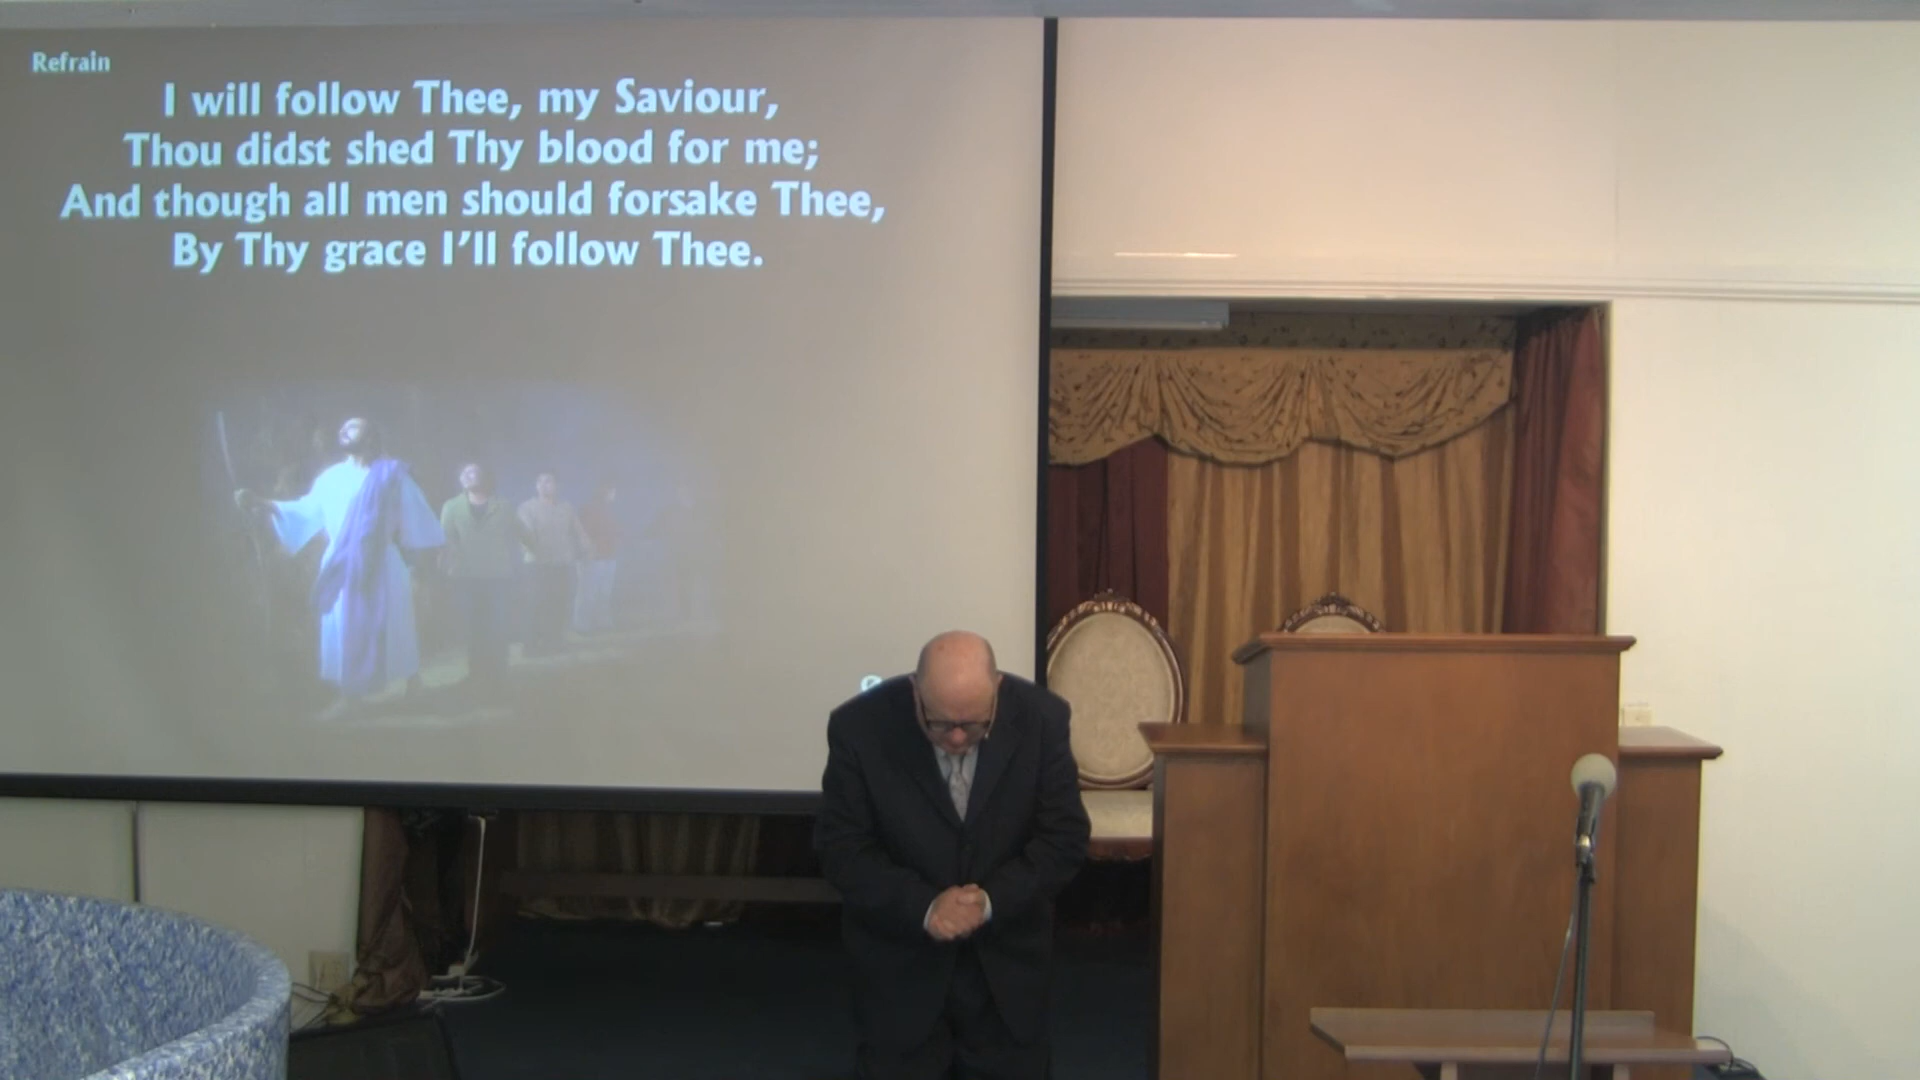 Refrain
I will follow Thee, my Saviour,
Thou didst shed Thy blood for me;
And though all men should forsake Thee,
By Thy grace I’ll follow Thee.